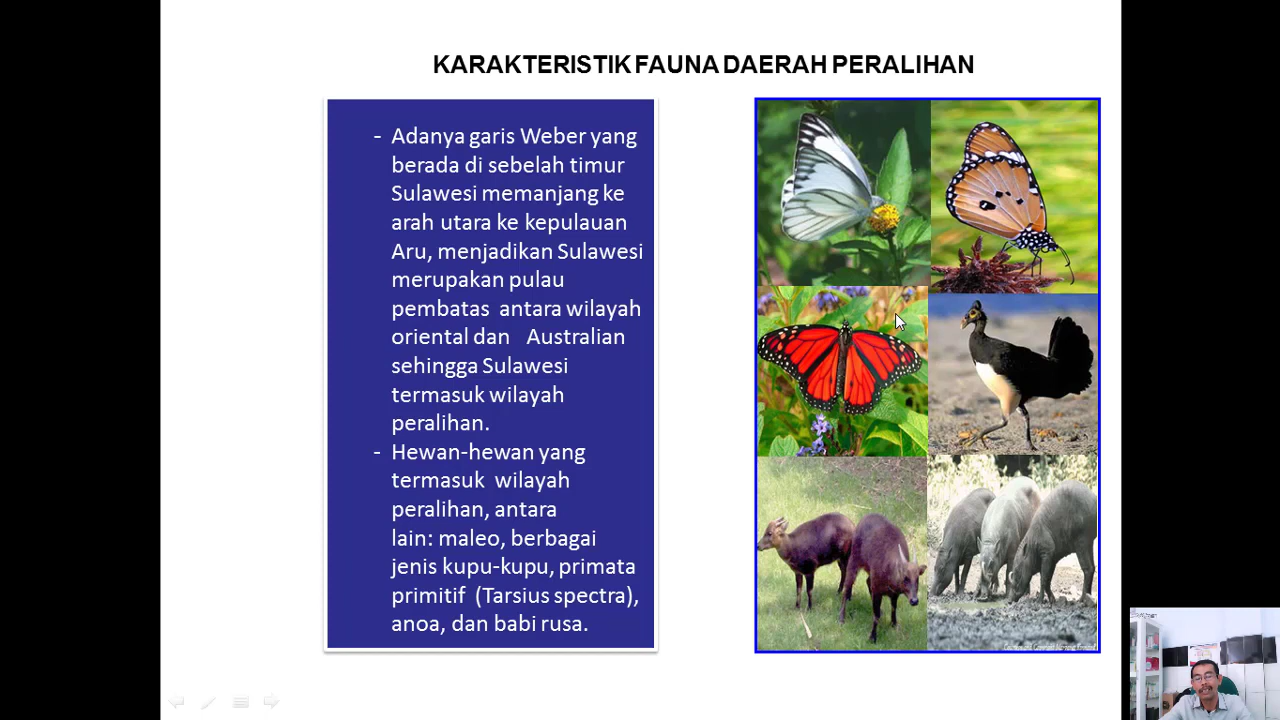 KARAKTERISTIK FAUNA DAERAH PERALIHAN
- Adanya garis Weber yang
berada di sebelah timur
Sulawesi memanjang ke
arah utara ke kepulauan
Aru, menjadikan Sulawesi
merupakan pulau
pembatas antara wilayah
oriental dan Australian
sehingga Sulawesi
termasuk wilayah
peralihan.
- Hewan-hewan yang
termasuk wilayah
peralihan, antara
lain: maleo, berbagai
jenis kupu-kupu, primata
primitif (Tarsius spectra),
anoa, dan babi rusa.